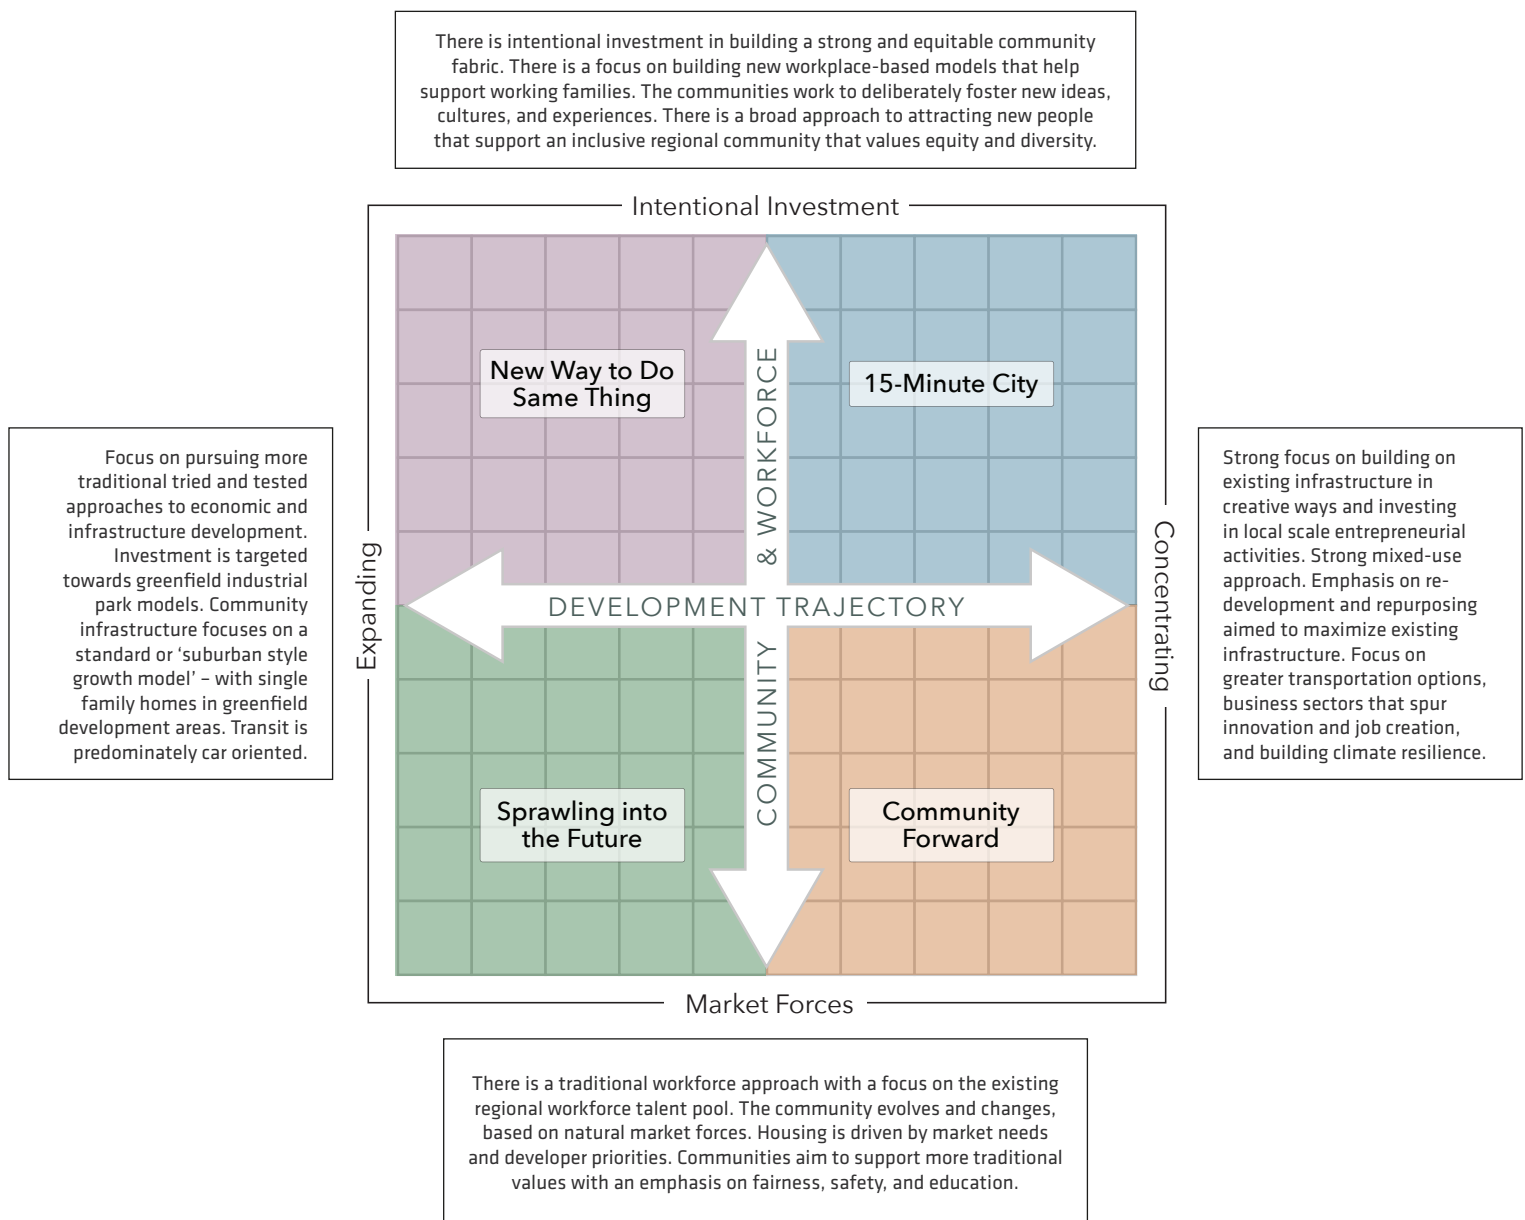 There is intentional investment in building a strong and equitable community
fabric. There is a focus on building new workplace-based models that help
support working families. The communities work to deliberately foster new ideas,
cultures, and experiences. There is a broad approach to attracting new people
that support an inclusive regional community that values equity and diversity.
Intentional Investment
New Way to Do
Same Thing
15-Minute City
Focus on pursuing more
traditional tried and tested
approaches to economic and
infrastructure development.
Investment is targeted
towards greenfield industrial
park models. Community
infrastructure focuses on a
standard or ‘suburban style
growth model’ – with single
family homes in greenfield
development areas. Transit is
predominately car oriented.
Expanding
DEVELOPMENT TRAJECTORY
COMMUNITY & WORKFORCE
Concentrating
Strong focus on building on
existing infrastructure in
creative ways and investing
in local scale entrepreneurial
activities. Strong mixed-use
approach. Emphasis on re-
development and repurposing
aimed to maximize existing
infrastructure. Focus on
greater transportation options,
business sectors that spur
innovation and job creation,
and building climate resilience.
Sprawling into
the Future
Community
Forward
Market Forces
There is a traditional workforce approach with a focus on the existing
regional workforce talent pool. The community evolves and changes,
based on natural market forces. Housing is driven by market needs
and developer priorities. Communities aim to support more traditional
values with an emphasis on fairness, safety, and education.